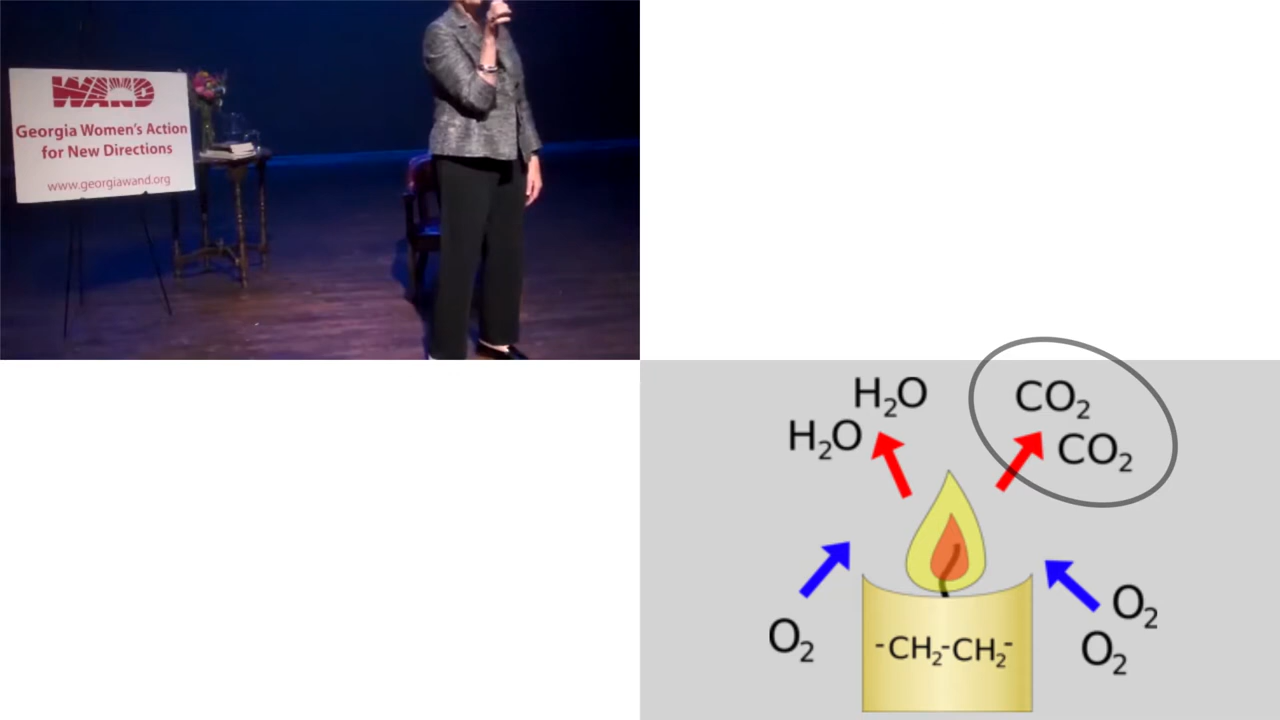 WAND
Georgia Women's Action
for New Directions
www.georgiawand.org
H₂O
CO₂
H₂O
CO₂
O₂
O₂
O₂
-CH₂-CH₂-